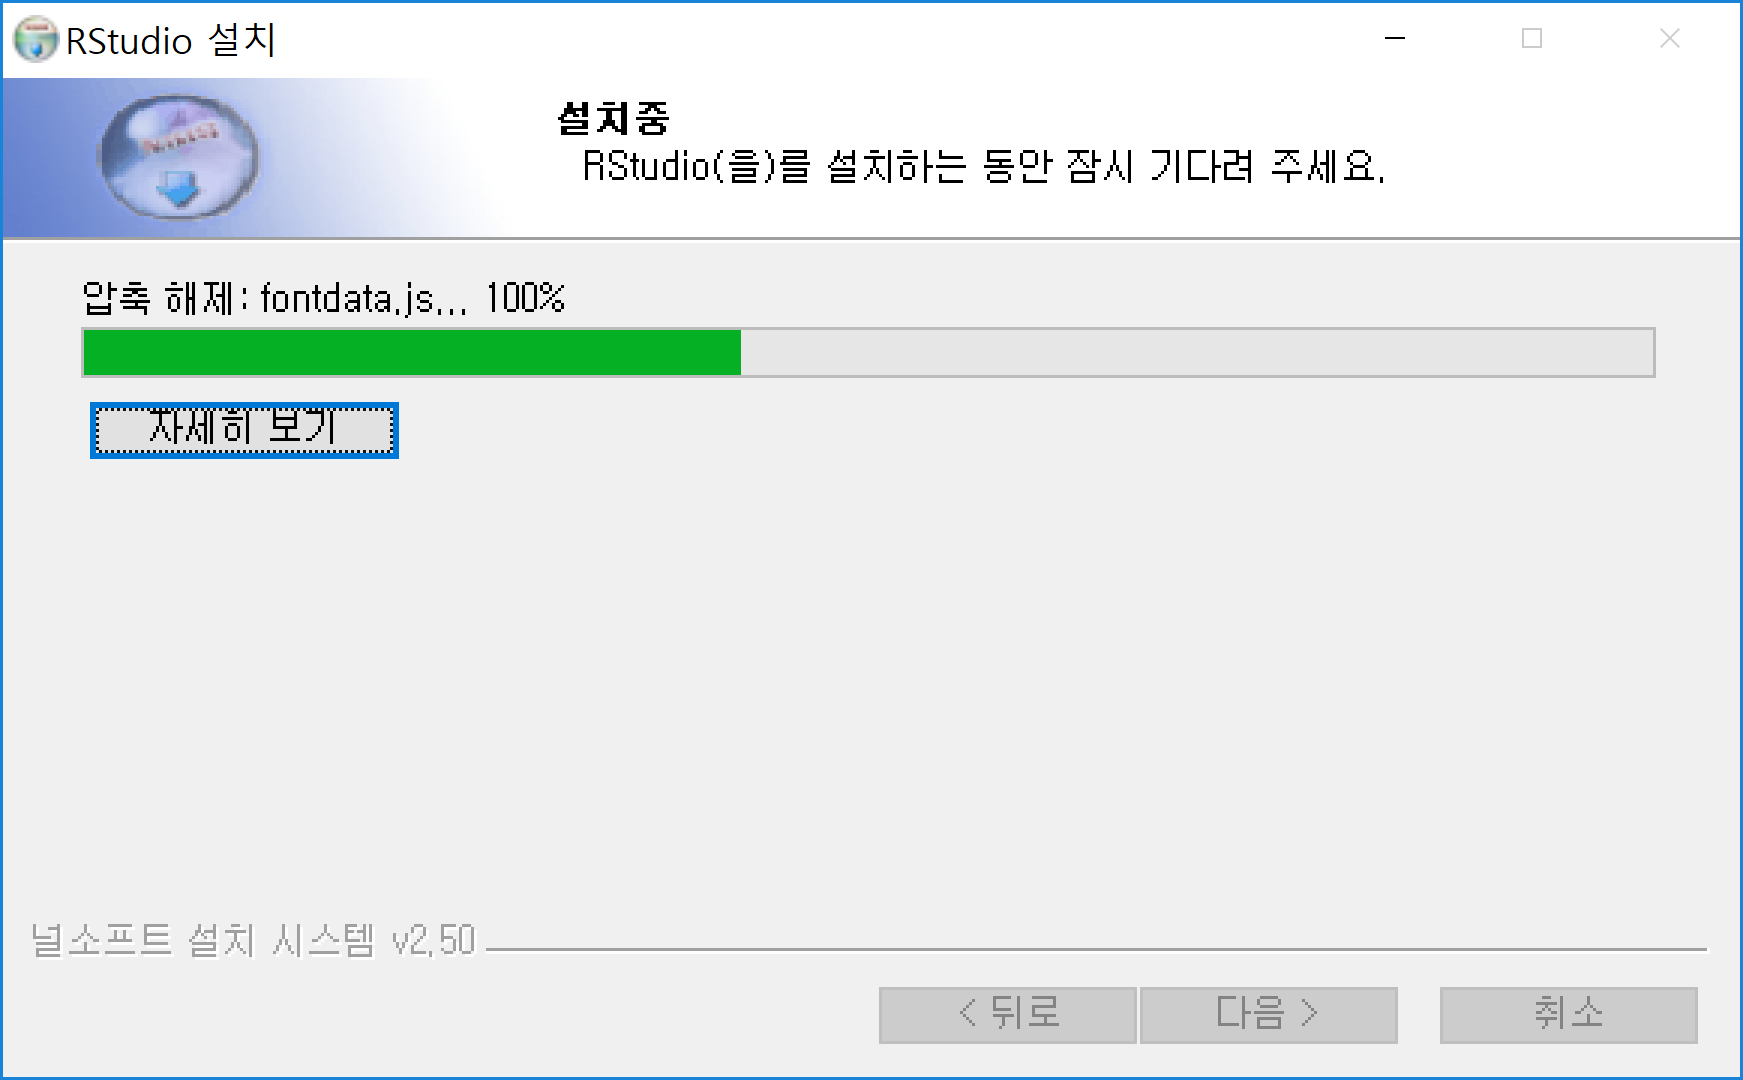 RStudio 설치
설치중
RStudio(을)를 설치하는 동안 잠시 기다려 주세요.
압축 해제: fontdata.js... 100%
자세히 보기
널소프트 설치 시스템 v2.50
< 뒤로
다음 >
취소